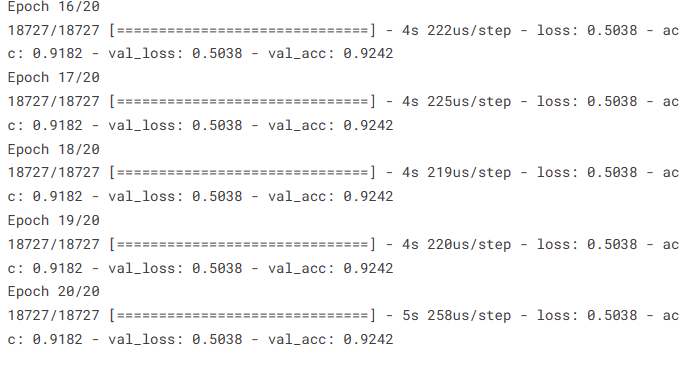 Epoch 16/20
18727/18727 [==============================] - 4s 222us/step - loss: 0.5038 - ac
c: 0.9182 - val_loss: 0.5038 - val_acc: 0.9242
Epoch 17/20
18727/18727 [==============================] - 4s 225us/step - loss: 0.5038 - ac
c: 0.9182 - val_loss: 0.5038 - val_acc: 0.9242
Epoch 18/20
18727/18727 [==============================] - 4s 219us/step - loss: 0.5038 - ac
c: 0.9182 - val_loss: 0.5038 - val_acc: 0.9242
Epoch 19/20
18727/18727 [==============================] - 4s 220us/step - loss: 0.5038 - ac
c: 0.9182 - val_loss: 0.5038 - val_acc: 0.9242
Epoch 20/20
18727/18727 [==============================] - 5s 258us/step - loss: 0.5038 - ac
c: 0.9182 - val_loss: 0.5038 - val_acc: 0.9242